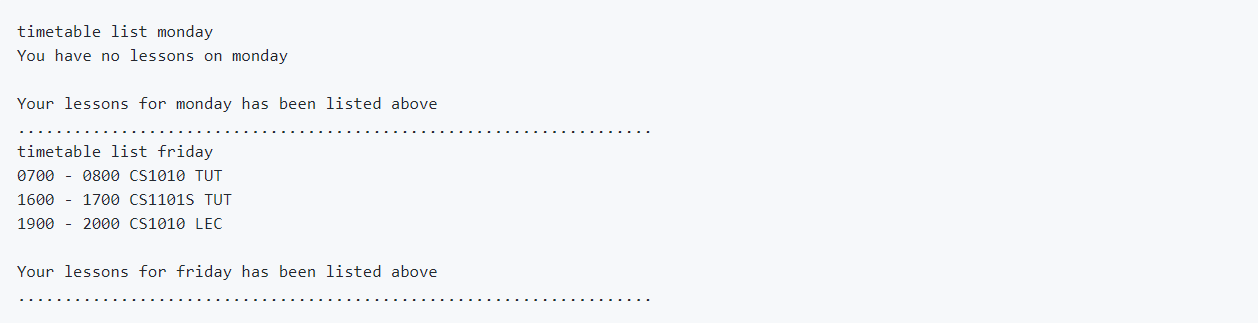 timetable list monday
You have no lessons on monday
Your lessons for monday has been listed above
....................................................................
timetable list friday
0700 - 0800 CS1010 TUT
1600 - 1700 CS1101S TUT
1900 - 2000 CS1010 LEC
Your lessons for friday has been listed above
....................................................................